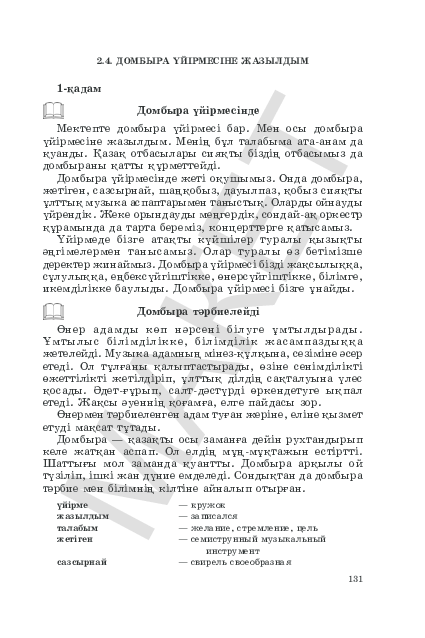 2.4. ДОМБЫРА ҮЙІРМЕСІНЕ ЖАЗЫЛДЫМ
1-қадам
Домбыра үйірмесінде
Мектепте домбыра үйірмесі бар. Мен осы домбыра
үйірмесіне жазылдым. Менің бұл талабыма ата-анам да
қуанды. Қазақ отбасылары сияқты біздің отбасымыз да
домбыраны қатты құрметтейді.
Домбыра үйірмесінде жеті оқушымыз. Онда домбыра,
жетіген, сазсырнай, шаңқобыз, дауылпаз, қобыз сияқты
ұлттық музыка аспаптарымен таныстық. Оларды ойнауды
үйрендік. Жеке орындауды меңгердік, сондай-ақ оркестр
құрамында да тарта береміз, концерттерге қатысамыз.
Үйірмеде бізге атақты күйшілер туралы қызықты
әңгімелермен танысамыз. Олар туралы өз бетімізше
деректер жинаймыз. Домбыра үйірмесі бізді жақсылыққа,
сұлулыққа, еңбексүйгіштікке, өнерсүйгіштікке, білімге,
икемділікке баулыды. Домбыра үйірмесі бізге ұнайды.
Домбыра тәрбиелейді
Өнер адамды көп нәрсені білуге ұмтылдырады.
Ұмтылыс білімділікке, білімділік жасампаздыққа
жетелейді. Музыка адамның мінез-құлқына, сезіміне әсер
етеді. Ол тұлғаны қалыптастырады, өзіне сенімділікті
өжеттілікті жетілдіріп, ұлттық ділдің сақталуына үлес
қосады. Әдет-ғұрып, салт-дәстүрді өркендетуге ықпал
етеді. Жақсы әуеннің қоғамға, елге пайдасы зор.
Өнермен тәрбиеленген адам туған жеріне, еліне қызмет
етуді мақсат тұтады.
Домбыра — қазақты осы заманға дейін рухтандырып
келе жатқан аспап. Ол елдің мұң-мұқтажын естіртті.
Шаттығы мол заманда қуантты. Домбыра арқылы ой
түзіліп, ішкі жан дүние емделеді. Сондықтан да домбыра
тәрбие мен білімнің кілтіне айналып отырған.
үйірме — кружок
жазылдым — записался
талабым — желание, стремление, цель
жетіген — семиструнный музыкальный
инструмент
сазсырнай — свирель своеобразная
131
МАКЕТ